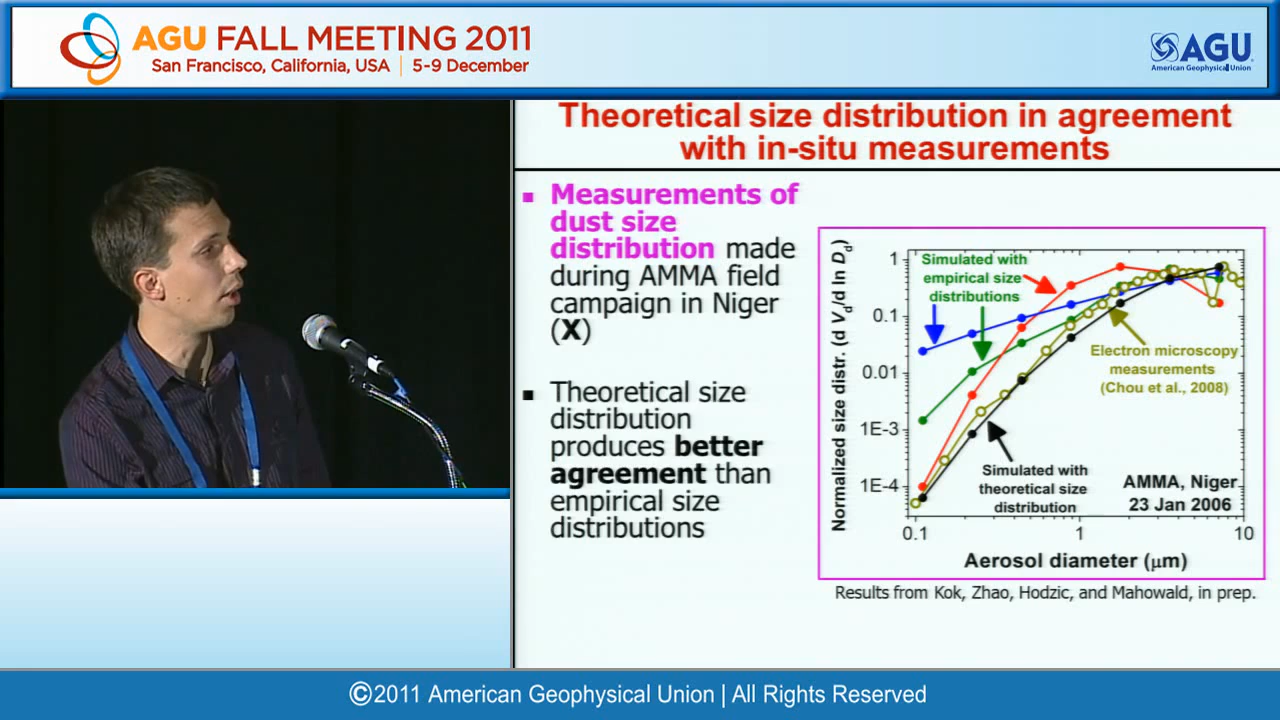 AGU FALL MEETING 2011
San Francisco, California, USA | 5-9 December
AGU
American Geophysical Union
Theoretical size distribution in agreement
with in-situ measurements
Measurements of
dust size
distribution made
during AMMA field
campaign in Niger
(X)
Theoretical size
distribution
produces better
agreement than
empirical size
distributions
Normalized size distr. (d Vd/d ln Dd)
1
0.1
0.01
1E-3
1E-4
Simulated with
empirical size
distributions
Electron microscopy
measurements
(Chou et al., 2008)
Simulated with
theoretical size
distribution
AMMA, Niger
23 Jan 2006
0.1 1 10
Aerosol diameter (μm)
Results from Kok, Zhao, Hodzic, and Mahowald, in prep.
©2011 American Geophysical Union | All Rights Reserved